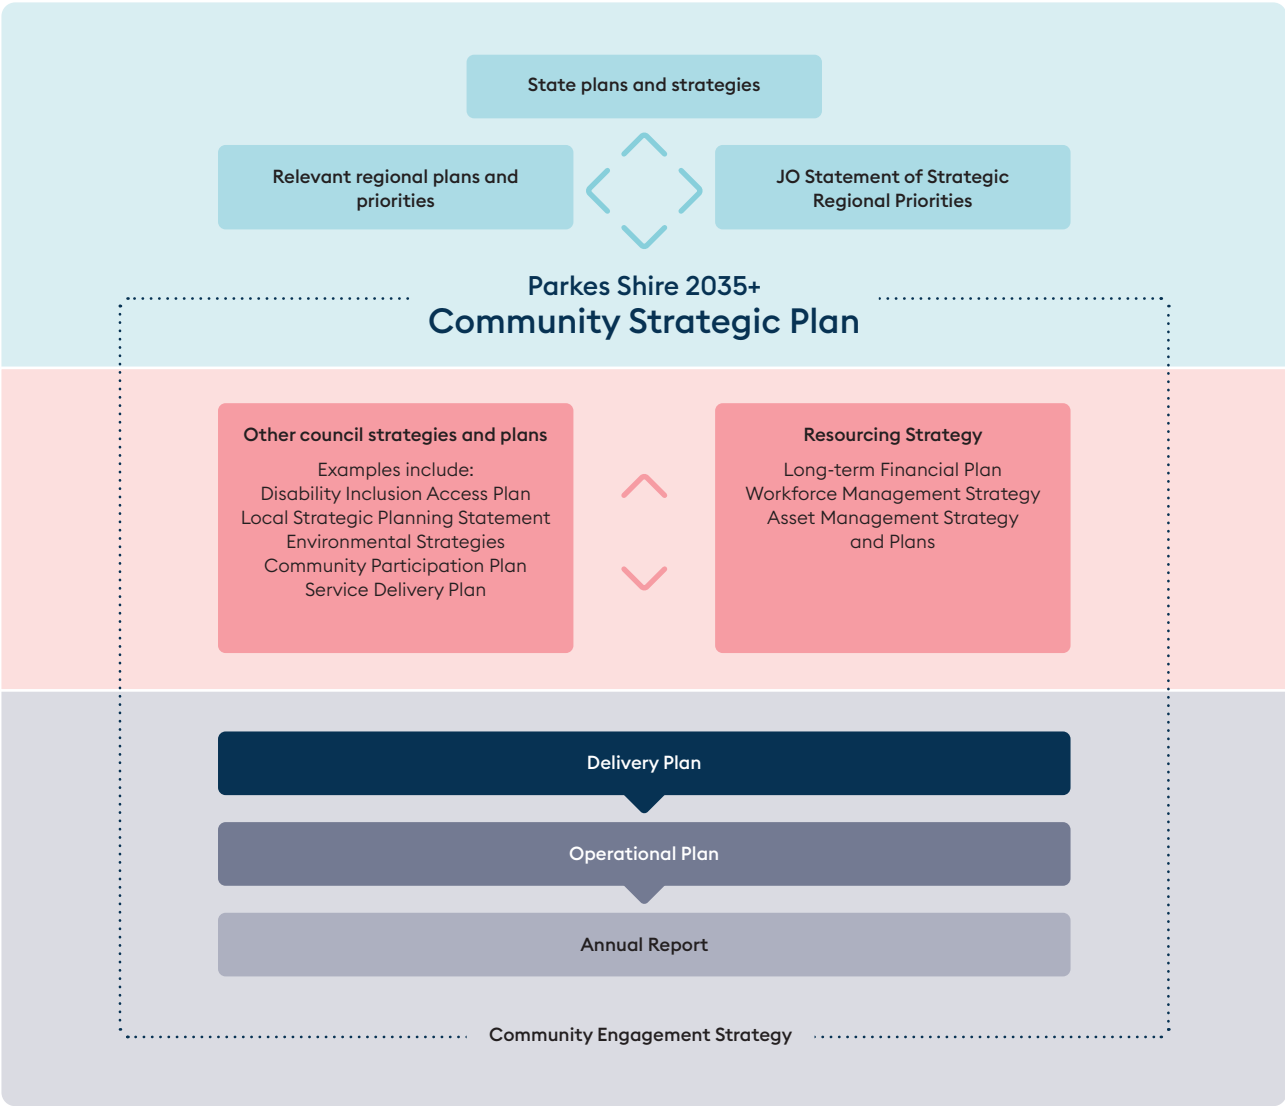 State plans and strategies
Relevant regional plans and
priorities
JO Statement of Strategic
Regional Priorities
Parkes Shire 2035+
Community Strategic Plan
Other council strategies and plans
Examples include:
Disability Inclusion Access Plan
Local Strategic Planning Statement
Environmental Strategies
Community Participation Plan
Service Delivery Plan
Resourcing Strategy
Long-term Financial Plan
Workforce Management Strategy
Asset Management Strategy
and Plans
Delivery Plan
Operational Plan
Annual Report
Community Engagement Strategy